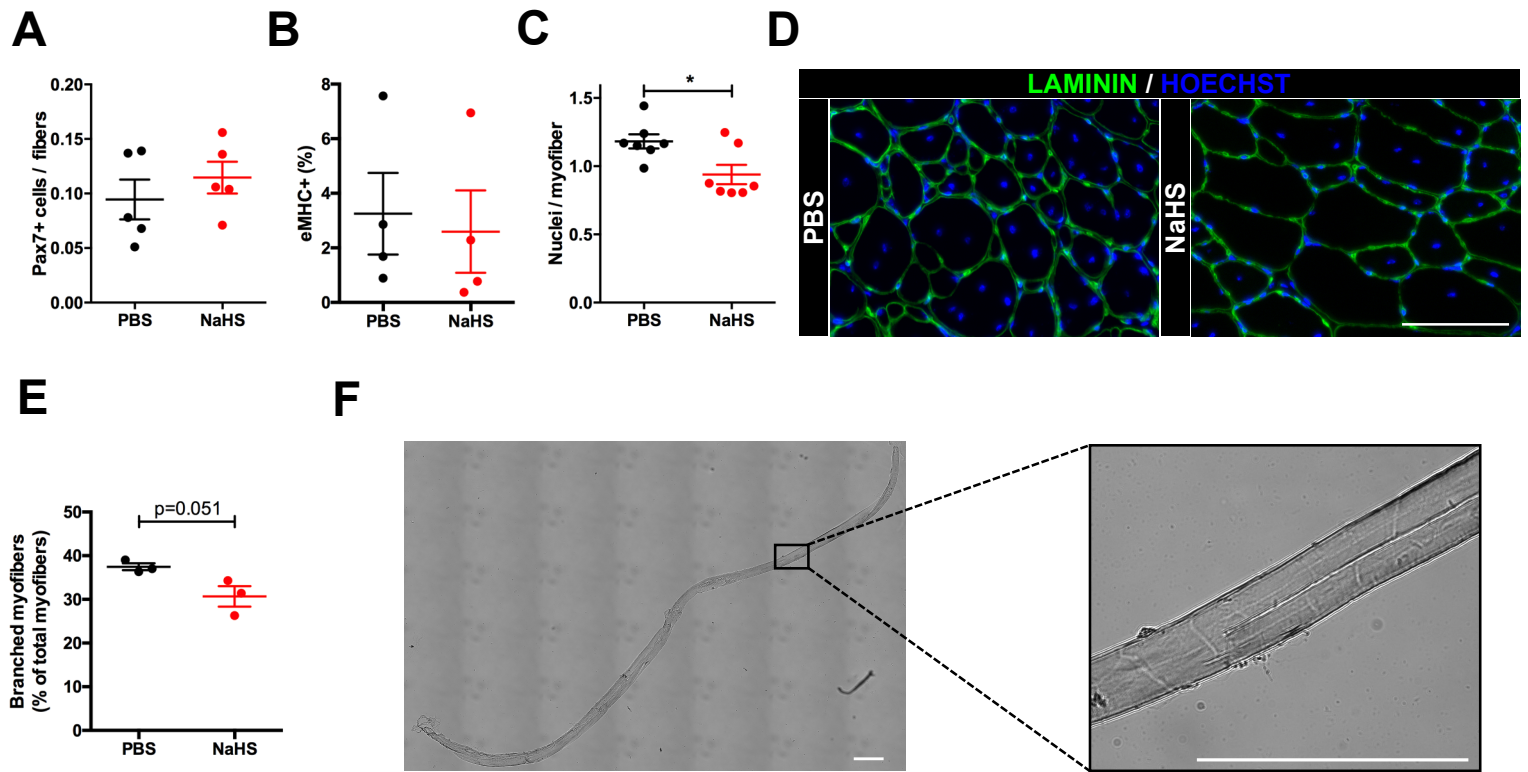 A
Pax7+ cells / fibers
0.20
0.15
0.10
0.05
0.00
PBS
NaHS
B
eMHC+ (%)
8
6
4
2
0
PBS
NaHS
C
Nuclei / myofiber
1.5
1.0
0.5
0.0
*
PBS
NaHS
D
LAMININ / HOECHST
PBS
NaHS
E
Branched myofibers
(% of total myofibers)
50
40
30
20
10
0
p=0.051
PBS
NaHS
F